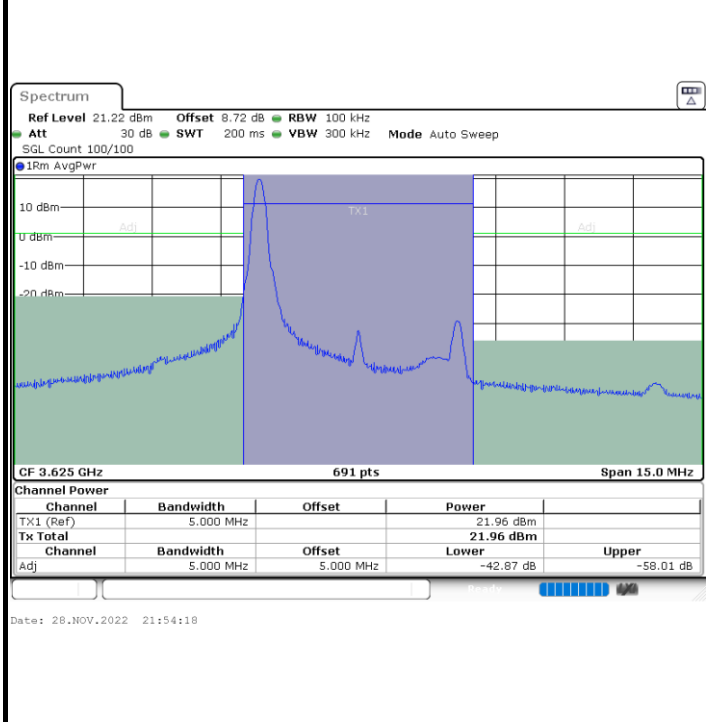 Spectrum
Ref Level 21.22 dBm Offset 8.72 dB RBW 100 kHz
Att 30 dB SWT 200 ms VBW 300 kHz Mode Auto Sweep
SGL Count 100/100
1Rm AvgPwr
10 dBm
TX1
Adj
Adj
0 dBm
-10 dBm
-20 dBm
CF 3.625 GHz 691 pts Span 15.0 MHz
Channel Power
Channel Bandwidth Offset Power
TX1 (Ref) 5.000 MHz 21.96 dBm
Tx Total 21.96 dBm
Channel Bandwidth Offset Lower Upper
Adj 5.000 MHz 5.000 MHz -42.87 dB -58.01 dB
Ready
Date: 28.NOV.2022 21:54:18